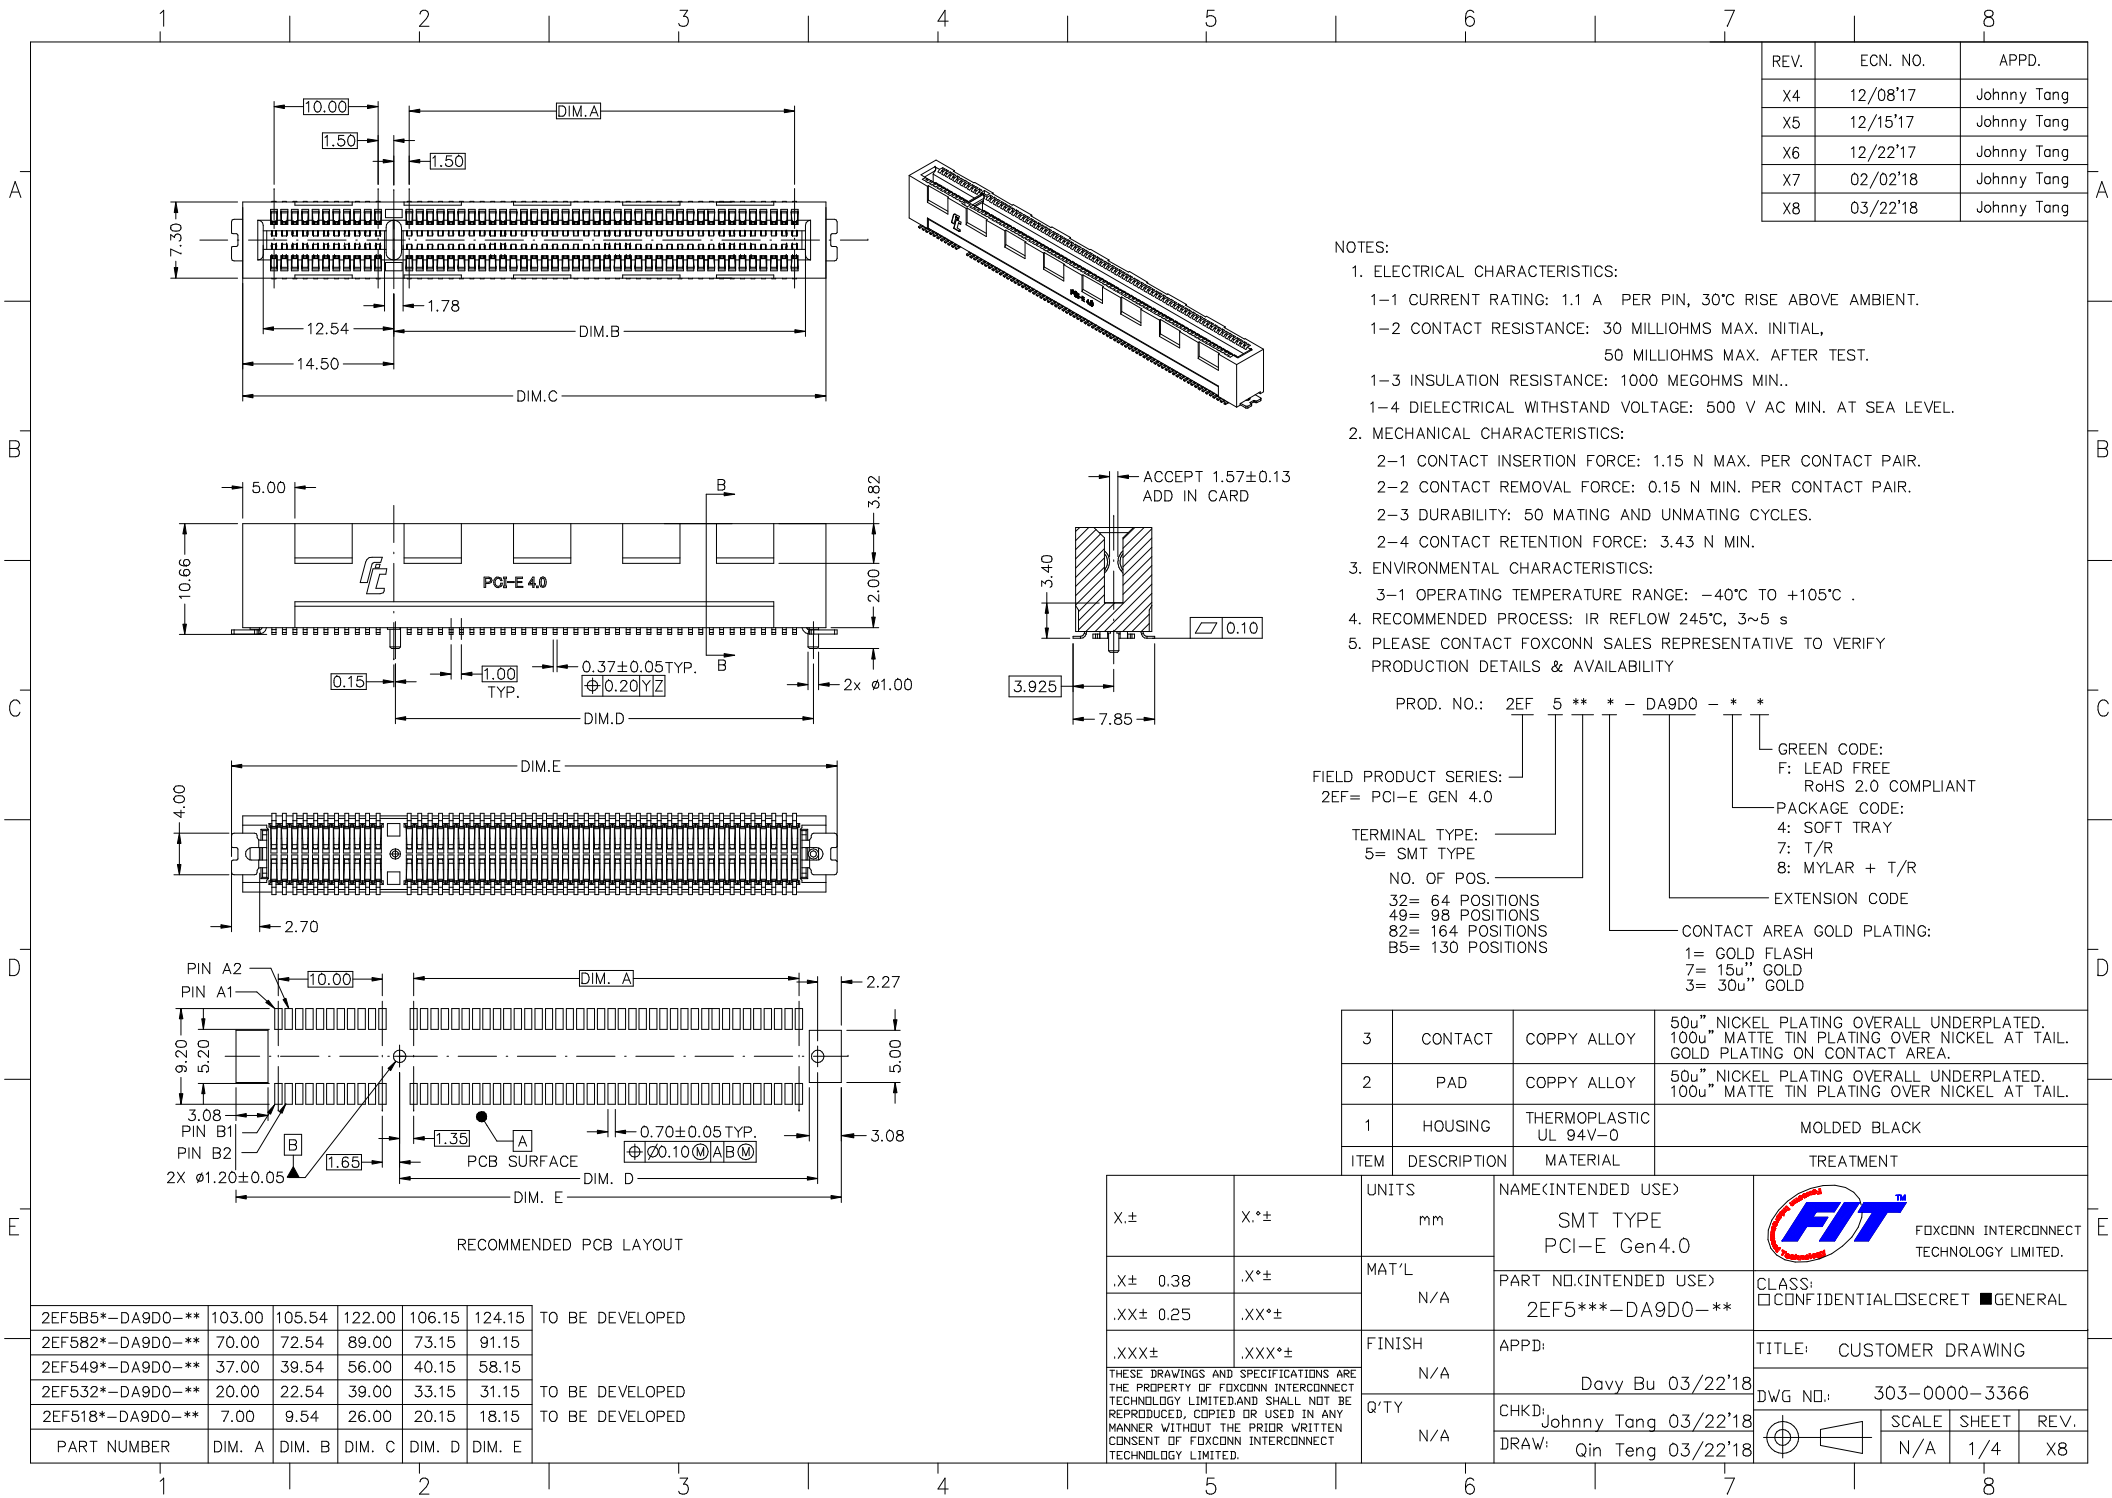 1 2 3 4 5 6 7 8
REV. ECN. NO. APPD.
X4 12/08'17 Johnny Tang
X5 12/15'17 Johnny Tang
X6 12/22'17 Johnny Tang
X7 02/02'18 Johnny Tang
X8 03/22'18 Johnny Tang
A A
B B
C C
D D
E E
10.00
DIM.A
1.50
1.50
7.30
1.78
12.54
DIM.B
14.50
DIM.C
NOTES:
1. ELECTRICAL CHARACTERISTICS:
1-1 CURRENT RATING: 1.1 A PER PIN, 30°C RISE ABOVE AMBIENT.
1-2 CONTACT RESISTANCE: 30 MILLIOHMS MAX. INITIAL,
50 MILLIOHMS MAX. AFTER TEST.
1-3 INSULATION RESISTANCE: 1000 MEGOHMS MIN..
1-4 DIELECTRICAL WITHSTAND VOLTAGE: 500 V AC MIN. AT SEA LEVEL.
2. MECHANICAL CHARACTERISTICS:
2-1 CONTACT INSERTION FORCE: 1.15 N MAX. PER CONTACT PAIR.
2-2 CONTACT REMOVAL FORCE: 0.15 N MIN. PER CONTACT PAIR.
2-3 DURABILITY: 50 MATING AND UNMATING CYCLES.
2-4 CONTACT RETENTION FORCE: 3.43 N MIN.
3. ENVIRONMENTAL CHARACTERISTICS:
3-1 OPERATING TEMPERATURE RANGE: -40°C TO +105°C .
4. RECOMMENDED PROCESS: IR REFLOW 245°C, 3~5 s
5. PLEASE CONTACT FOXCONN SALES REPRESENTATIVE TO VERIFY
PRODUCTION DETAILS & AVAILABILITY
5.00
B
3.82
10.66
PCI-E 4.0
2.00
0.15
1.00
TYP.
0.37±0.05TYP.
0.20 Y Z
B
2x ø1.00
DIM.D
ACCEPT 1.57±0.13
ADD IN CARD
3.40
0.10
3.925
7.85
PCI-E 4.0
PROD. NO.: 2EF 5 ** * - DA9D0 - * *
GREEN CODE:
F: LEAD FREE
RoHS 2.0 COMPLIANT
FIELD PRODUCT SERIES:
2EF= PCI-E GEN 4.0
PACKAGE CODE:
4: SOFT TRAY
7: T/R
8: MYLAR + T/R
TERMINAL TYPE:
5= SMT TYPE
NO. OF POS.
32= 64 POSITIONS
49= 98 POSITIONS
82= 164 POSITIONS
B5= 130 POSITIONS
EXTENSION CODE
CONTACT AREA GOLD PLATING:
1= GOLD FLASH
7= 15u" GOLD
3= 30u" GOLD
DIM.E
4.00
2.70
PIN A2
PIN A1
10.00
DIM. A
2.27
9.20
5.20
5.00
3.08
PIN B1
PIN B2
B
2X ø1.20±0.05
1.65
1.35
A
PCB SURFACE
0.70±0.05TYP.
Ø0.10 Ⓜ A B Ⓜ
3.08
DIM. D
DIM. E
RECOMMENDED PCB LAYOUT
3 CONTACT COPPY ALLOY 50u" NICKEL PLATING OVERALL UNDERPLATED.
100u" MATTE TIN PLATING OVER NICKEL AT TAIL.
GOLD PLATING ON CONTACT AREA.
2 PAD COPPY ALLOY 50u" NICKEL PLATING OVERALL UNDERPLATED.
100u" MATTE TIN PLATING OVER NICKEL AT TAIL.
1 HOUSING THERMOPLASTIC
UL 94V-0 MOLDED BLACK
ITEM DESCRIPTION MATERIAL TREATMENT
2EF5B5*-DA9D0-** 103.00 105.54 122.00 106.15 124.15 TO BE DEVELOPED
2EF582*-DA9D0-** 70.00 72.54 89.00 73.15 91.15
2EF549*-DA9D0-** 37.00 39.54 56.00 40.15 58.15
2EF532*-DA9D0-** 20.00 22.54 39.00 33.15 31.15 TO BE DEVELOPED
2EF518*-DA9D0-** 7.00 9.54 26.00 20.15 18.15 TO BE DEVELOPED
PART NUMBER DIM. A DIM. B DIM. C DIM. D DIM. E
X.± X.°±
.X± 0.38 .X°±
.XX± 0.25 .XX°±
.XXX± .XXX°±
THESE DRAWINGS AND SPECIFICATIONS ARE
THE PROPERTY OF FOXCONN INTERCONNECT
TECHNOLOGY LIMITED.AND SHALL NOT BE
REPRODUCED, COPIED OR USED IN ANY
MANNER WITHOUT THE PRIOR WRITTEN
CONSENT OF FOXCONN INTERCONNECT
TECHNOLOGY LIMITED.
UNITS
mm
MAT'L
N/A
FINISH
N/A
Q'TY
N/A
NAME(INTENDED USE)
SMT TYPE
PCI-E Gen4.0
PART NO.(INTENDED USE)
2EF5***-DA9D0-**
APPD:
Davy Bu 03/22'18
CHKD:
Johnny Tang 03/22'18
DRAW: Qin Teng 03/22'18
FIT TM
FOXCONN INTERCONNECT
TECHNOLOGY LIMITED.
CLASS:
□CONFIDENTIAL□SECRET ■GENERAL
TITLE: CUSTOMER DRAWING
DWG NO.: 303-0000-3366
SCALE SHEET REV.
N/A 1/4 X8
1 2 3 4 5 6 7 8